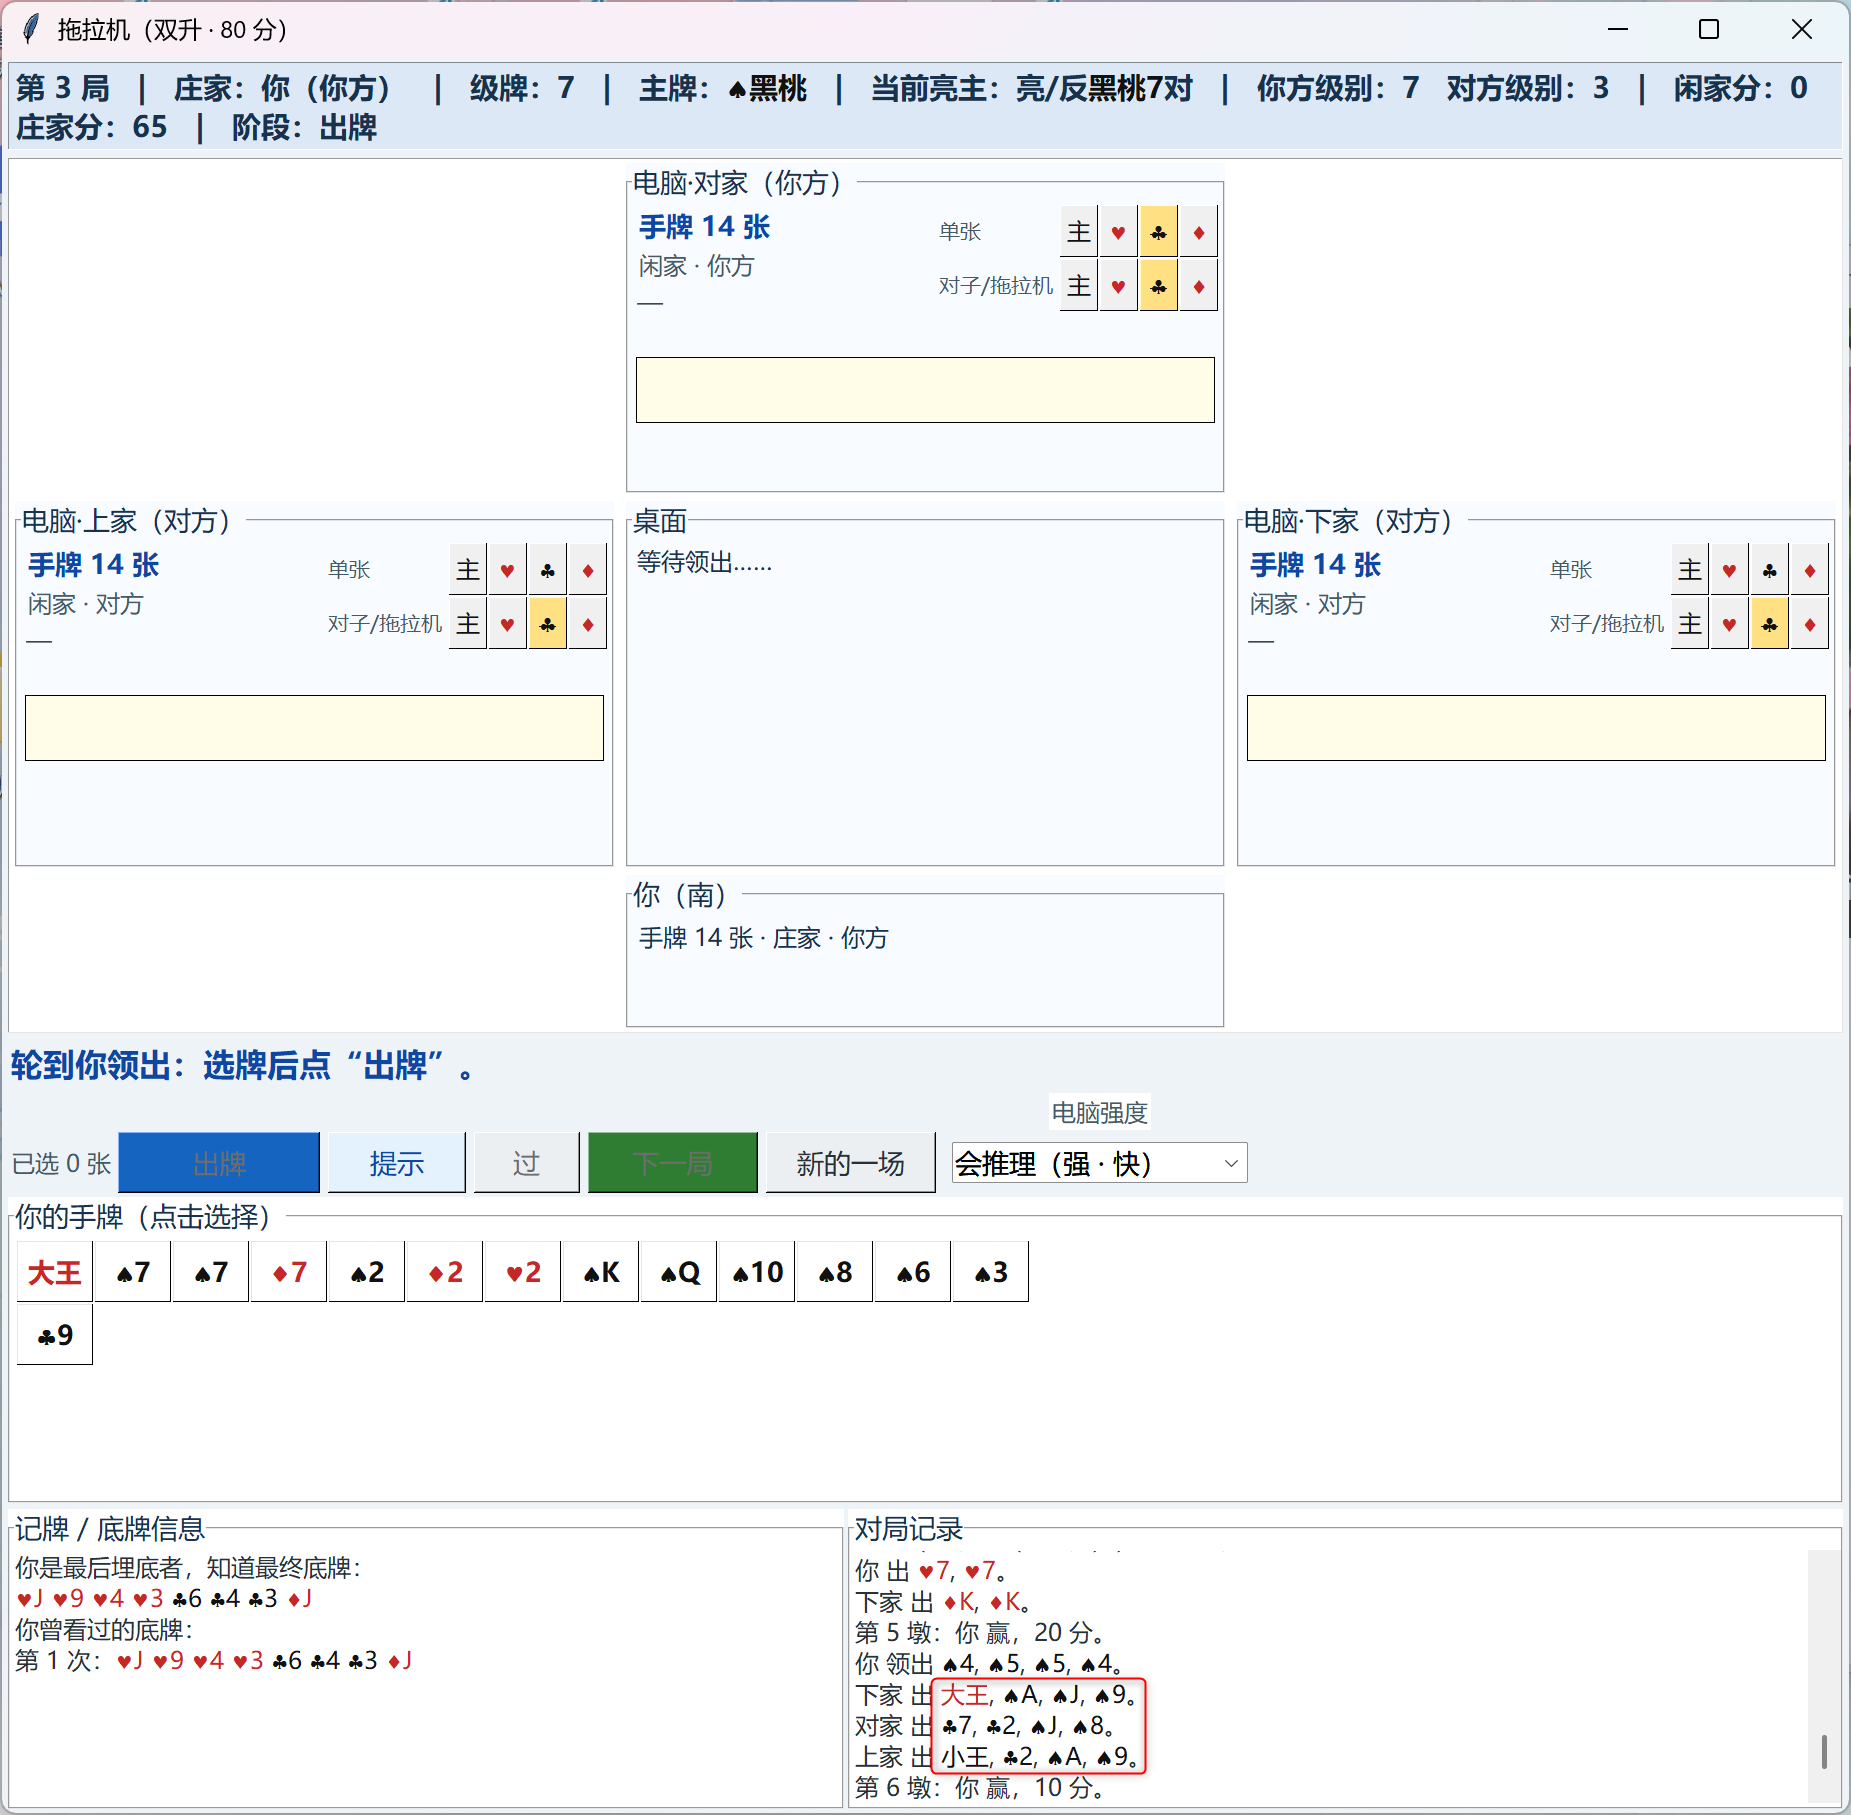 拖拉机（双升 · 80 分）
第 3 局 | 庄家：你（你方） | 级牌：7 | 主牌：♠黑桃 | 当前亮主：亮/反黑桃7对 | 你方级别：7 对方级别：3 | 闲家分：0
庄家分：65 | 阶段：出牌
电脑·对家（你方）
手牌 14 张
单张 主 ♥ ♣ ♦
闲家 · 你方
对子/拖拉机 主 ♥ ♣ ♦
—
电脑·上家（对方）
手牌 14 张
单张 主 ♥ ♣ ♦
闲家 · 对方
对子/拖拉机 主 ♥ ♣ ♦
—
桌面
等待领出……
电脑·下家（对方）
手牌 14 张
单张 主 ♥ ♣ ♦
闲家 · 对方
对子/拖拉机 主 ♥ ♣ ♦
—
你（南）
手牌 14 张 · 庄家 · 你方
轮到你领出：选牌后点“出牌”。
电脑强度
已选 0 张 出牌 提示 过 下一局 新的一场 会推理（强 · 快）
你的手牌（点击选择）
大王 ♠7 ♠7 ♦7 ♠2 ♦2 ♥2 ♠K ♠Q ♠10 ♠8 ♠6 ♠3
♣9
记牌 / 底牌信息
你是最后埋底者，知道最终底牌：
♥J ♥9 ♥4 ♥3 ♣6 ♣4 ♣3 ♦J
你曾看过的底牌：
第 1 次：♥J ♥9 ♥4 ♥3 ♣6 ♣4 ♣3 ♦J
对局记录
你 出 ♥7, ♥7。
下家 出 ♦K, ♦K。
第 5 墩：你 赢，20 分。
你 领出 ♠4, ♠5, ♠5, ♠4。
下家 出 大王, ♠A, ♠J, ♠9。
对家 出 ♣7, ♣2, ♠J, ♠8。
上家 出 小王, ♣2, ♠A, ♠9。
第 6 墩：你 赢，10 分。